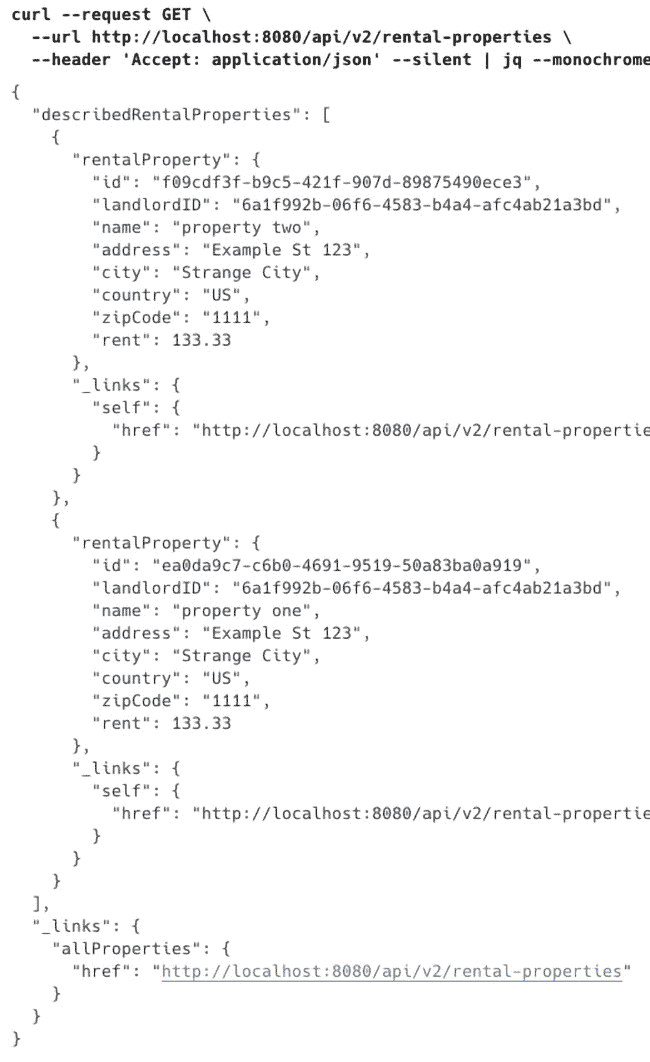 curl --request GET \
  --url http://localhost:8080/api/v2/rental-properties \
  --header 'Accept: application/json' --silent | jq --monochrome
{
  "describedRentalProperties": [
    {
      "rentalProperty": {
        "id": "f09cdf3f-b9c5-421f-907d-89875490ece3",
        "landlordID": "6a1f992b-06f6-4583-b4a4-afc4ab21a3bd",
        "name": "property two",
        "address": "Example St 123",
        "city": "Strange City",
        "country": "US",
        "zipCode": "1111",
        "rent": 133.33
      },
      "_links": {
        "self": {
          "href": "http://localhost:8080/api/v2/rental-propertie
        }
      }
    },
    {
      "rentalProperty": {
        "id": "ea0da9c7-c6b0-4691-9519-50a83ba0a919",
        "landlordID": "6a1f992b-06f6-4583-b4a4-afc4ab21a3bd",
        "name": "property one",
        "address": "Example St 123",
        "city": "Strange City",
        "country": "US",
        "zipCode": "1111",
        "rent": 133.33
      },
      "_links": {
        "self": {
          "href": "http://localhost:8080/api/v2/rental-propertie
        }
      }
    }
  ],
  "_links": {
    "allProperties": {
      "href": "http://localhost:8080/api/v2/rental-properties"
    }
  }
}